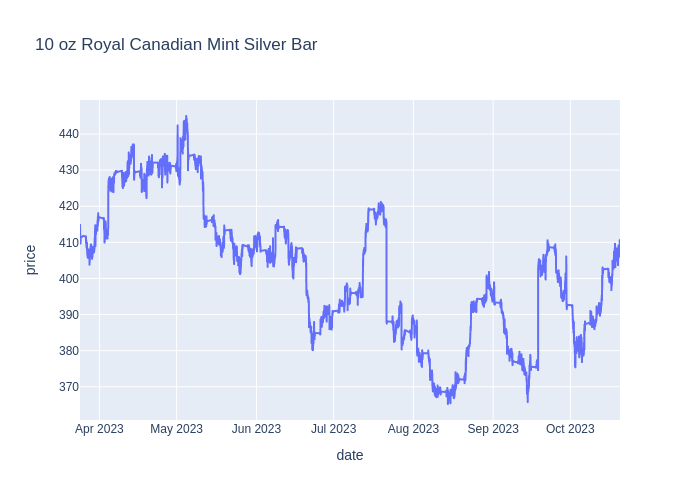 10 oz Royal Canadian Mint Silver Bar
440
430
420
410
400
390
380
370
price
Apr 2023 May 2023 Jun 2023 Jul 2023 Aug 2023 Sep 2023 Oct 2023
date